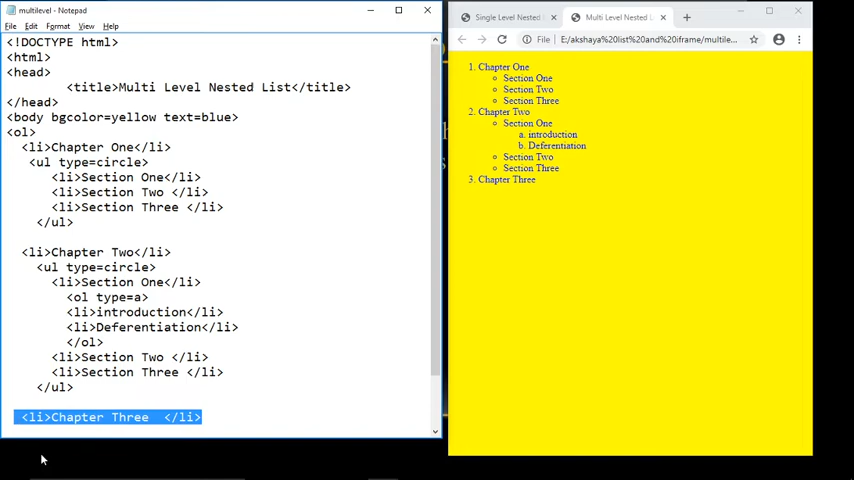 multilevel - Notepad
File Edit Format View Help
<!DOCTYPE html>
<html>
<head>
<title>Multi Level Nested List</title>
</head>
<body bgcolor=yellow text=blue>
<ol>
<li>Chapter One</li>
<ul type=circle>
<li>Section One</li>
<li>Section Two </li>
<li>Section Three </li>
</ul>
<li>Chapter Two</li>
<ul type=circle>
<li>Section One</li>
<ol type=a>
<li>introduction</li>
<li>Deferentiation</li>
</ol>
<li>Section Two </li>
<li>Section Three </li>
</ul>
<li>Chapter Three  </li>
Single Level Nested Multi Level Nested L
File E:/akshaya%20list%20and%20iframe/multile...
1. Chapter One
Section One
Section Two
Section Three
2. Chapter Two
Section One
a. introduction
b. Deferentiation
Section Two
Section Three
3. Chapter Three